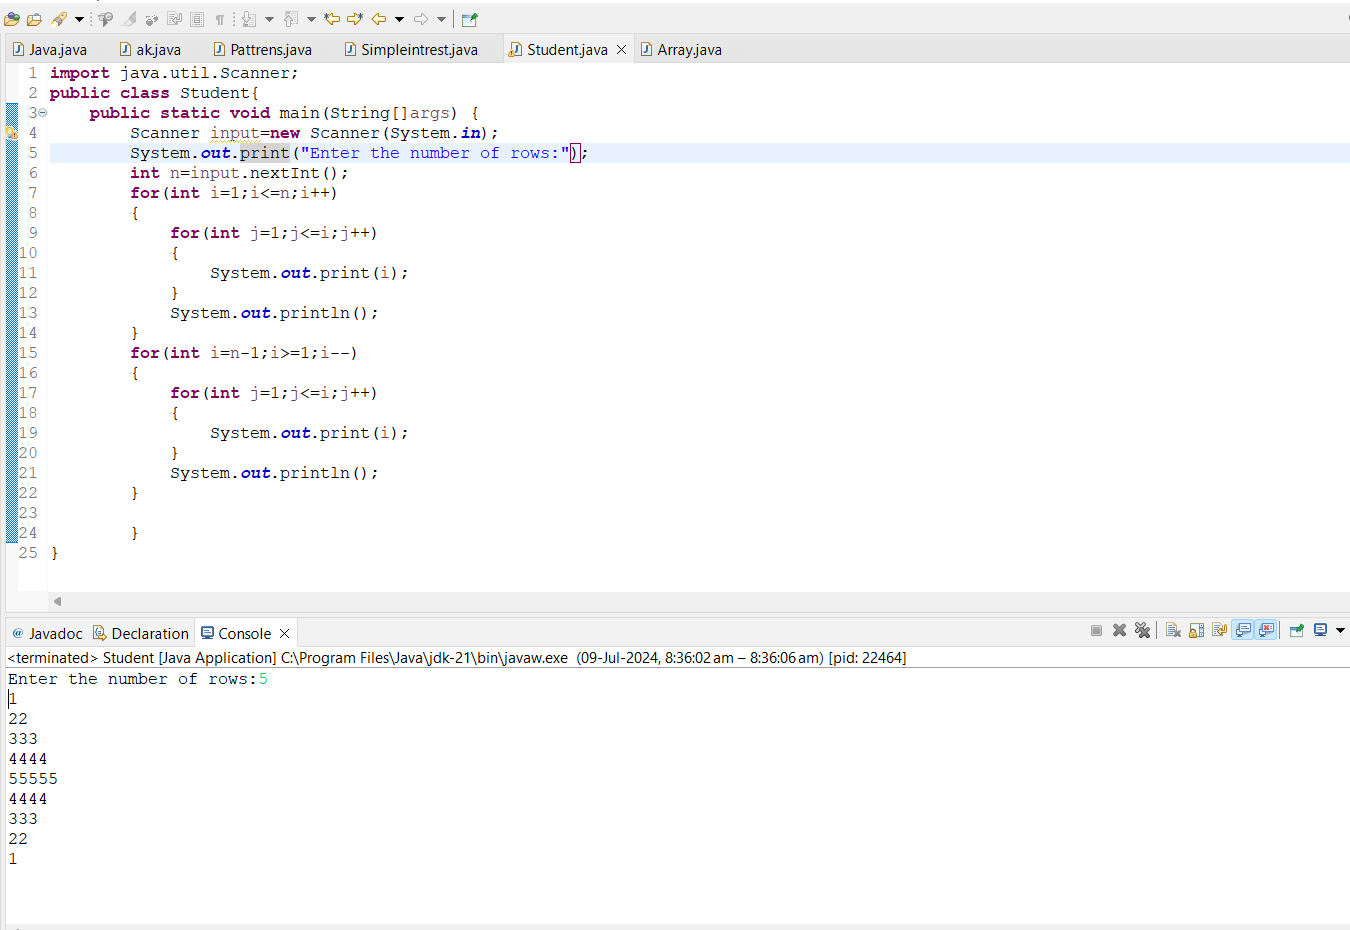 Java.java ak.java Pattrens.java Simpleintrest.java Student.java Array.java
1 import java.util.Scanner;
2 public class Student{
3 public static void main(String[]args) {
4 Scanner input=new Scanner(System.in);
5 System.out.print("Enter the number of rows:");
6 int n=input.nextInt();
7 for(int i=1;i<=n;i++)
8 {
9 for(int j=1;j<=i;j++)
10 {
11 System.out.print(i);
12 }
13 System.out.println();
14 }
15 for(int i=n-1;i>=1;i--)
16 {
17 for(int j=1;j<=i;j++)
18 {
19 System.out.print(i);
20 }
21 System.out.println();
22 }
23
24 }
25 }
@ Javadoc Declaration Console
<terminated> Student [Java Application] C:\Program Files\Java\jdk-21\bin\javaw.exe (09-Jul-2024, 8:36:02 am – 8:36:06 am) [pid: 22464]
Enter the number of rows:5
1
22
333
4444
55555
4444
333
22
1